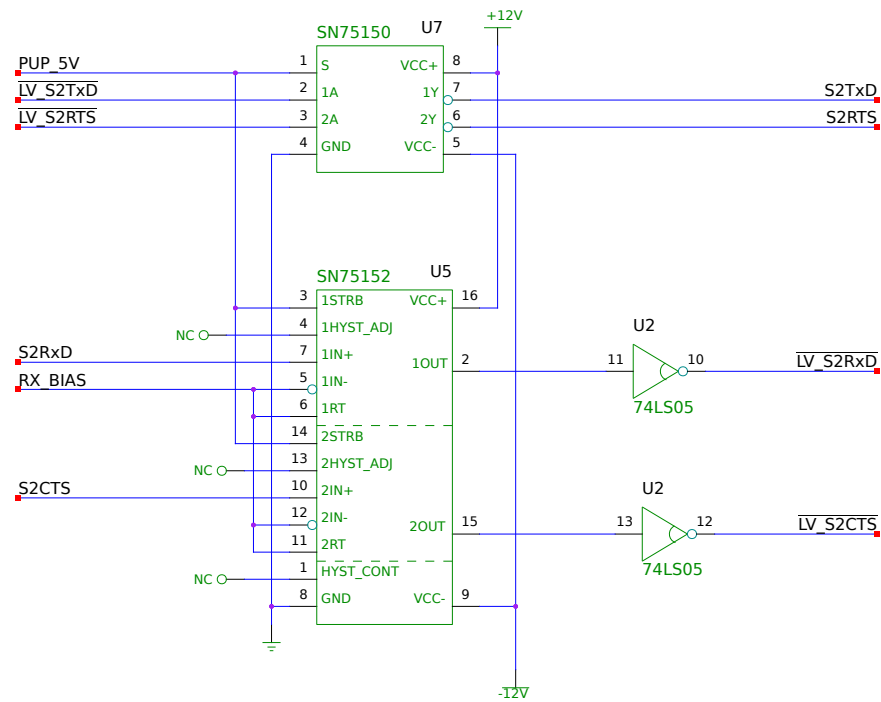 +12V
SN75150 U7
PUP_5V 1 S VCC+ 8
LV_S2TxD 2 1A 1Y 7 S2TxD
LV_S2RTS 3 2A 2Y 6 S2RTS
4 GND VCC- 5
SN75152 U5
3 1STRB VCC+ 16
NC 4 1HYST_ADJ U2
S2RxD 7 1IN+ 1OUT 2 11 10 LV_S2RxD
RX_BIAS 5 1IN-
6 1RT 74LS05
14 2STRB
NC 13 2HYST_ADJ
S2CTS 10 2IN+ U2
12 2IN- 2OUT 15 13 12 LV_S2CTS
11 2RT
NC 1 HYST_CONT 74LS05
8 GND VCC- 9
-12V